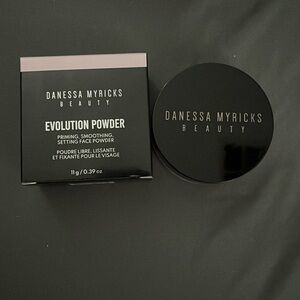 DANESSA MYRICKS
BEAUTY
EVOLUTION POWDER
PRIMING, SMOOTHING,
SETTING FACE POWDER
POUDRE LIBRE, LISSANTE
ET FIXANTE POUR LE VISAGE
11 g / 0.39 oz
DANESSA MYRICKS
BEAUTY